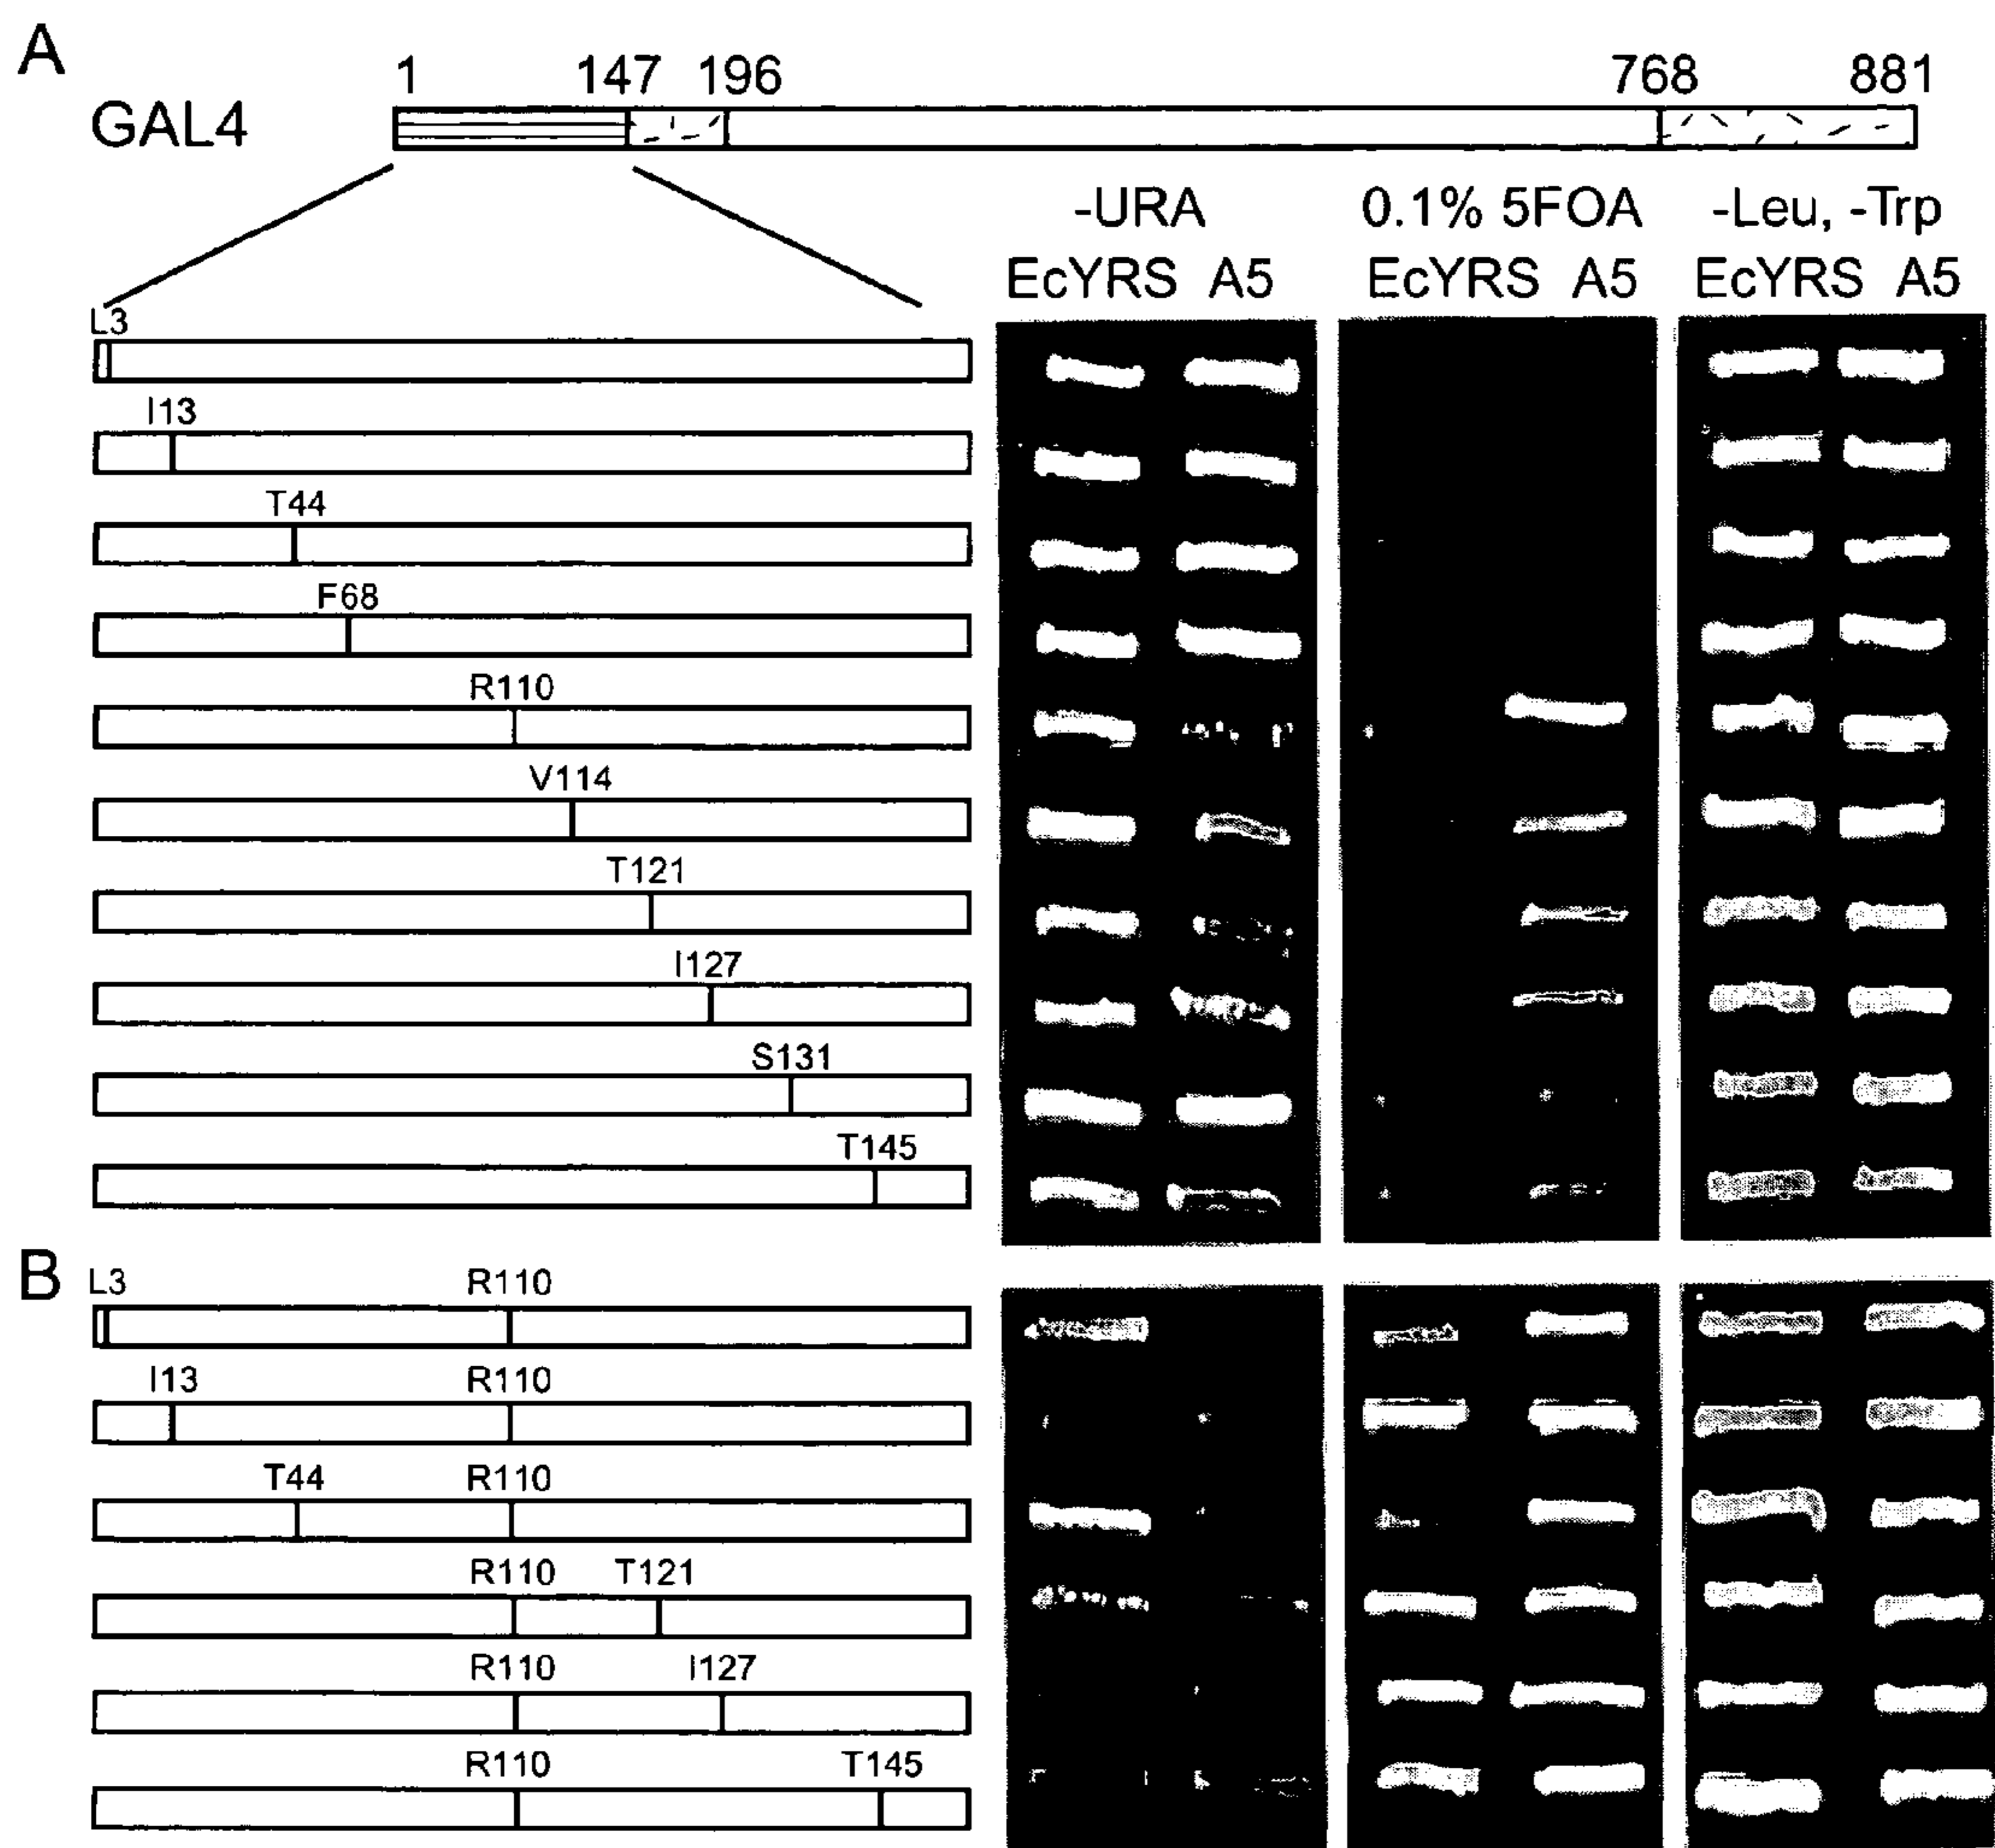 A
1 147 196 768 881
GAL4
-URA 0.1% 5FOA -Leu, -Trp
EcYRS A5 EcYRS A5 EcYRS A5
L3
I13
T44
F68
R110
V114
T121
I127
S131
T145
B
L3 R110
I13 R110
T44 R110
R110 T121
R110 I127
R110 T145